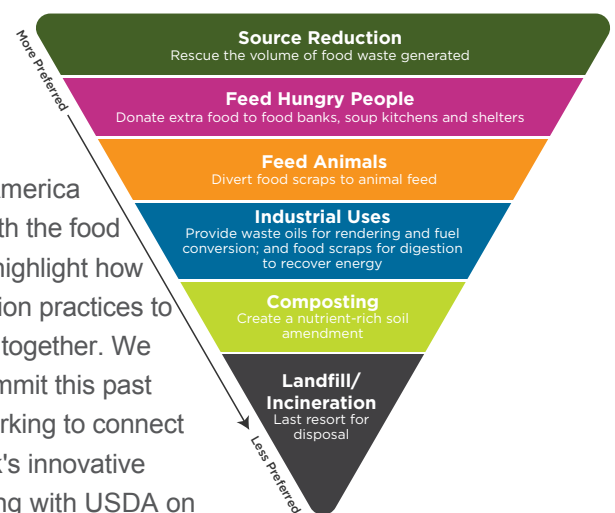 Source Reduction
Rescue the volume of food waste generated
More Preferred
Feed Hungry People
Donate extra food to food banks, soup kitchens and shelters
Feed Animals
Divert food scraps to animal feed
Industrial Uses
Provide waste oils for rendering and fuel
conversion; and food scraps for digestion
to recover energy
Composting
Create a nutrient-rich soil
amendment
Landfill/
Incineration
Last resort for
disposal
Less Preferred
merica
th the food
highlight how
ion practices to
together. We
mmit this past
rking to connect
k's innovative
ng with USDA on